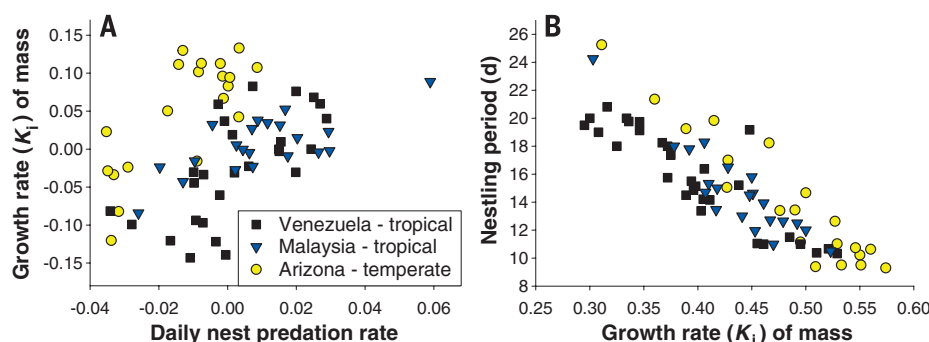 A
Growth rate (Ki) of mass
0.15
0.10
0.05
0.00
-0.05
-0.10
-0.15
Venezuela - tropical
Malaysia - tropical
Arizona - temperate
-0.04 -0.02 0.00 0.02 0.04 0.06
Daily nest predation rate
B
Nestling period (d)
26
24
22
20
18
16
14
12
10
8
0.25 0.30 0.35 0.40 0.45 0.50 0.55 0.60
Growth rate (Ki) of mass